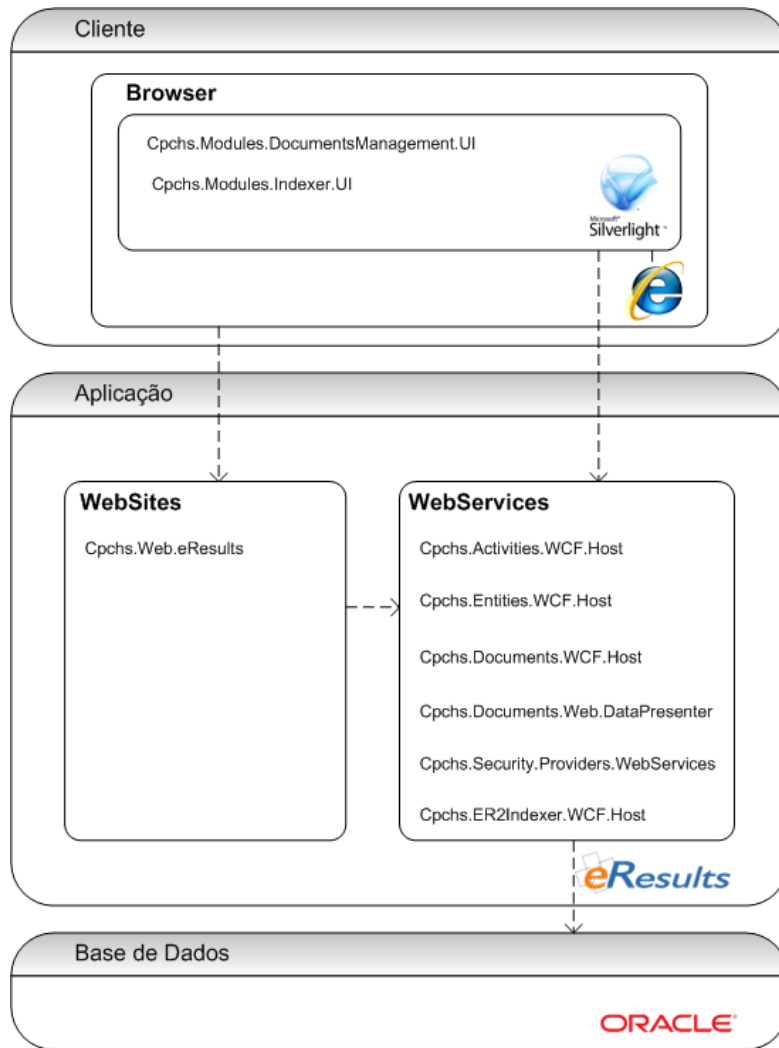 Cliente
Browser
Cpchs.Modules.DocumentsManagement.UI
Cpchs.Modules.Indexer.UI
Microsoft®
Silverlight™
Aplicação
WebSites
Cpchs.Web.eResults
WebServices
Cpchs.Activities.WCF.Host
Cpchs.Entities.WCF.Host
Cpchs.Documents.WCF.Host
Cpchs.Documents.Web.DataPresenter
Cpchs.Security.Providers.WebServices
Cpchs.ER2Indexer.WCF.Host
eResults
Base de Dados
ORACLE®